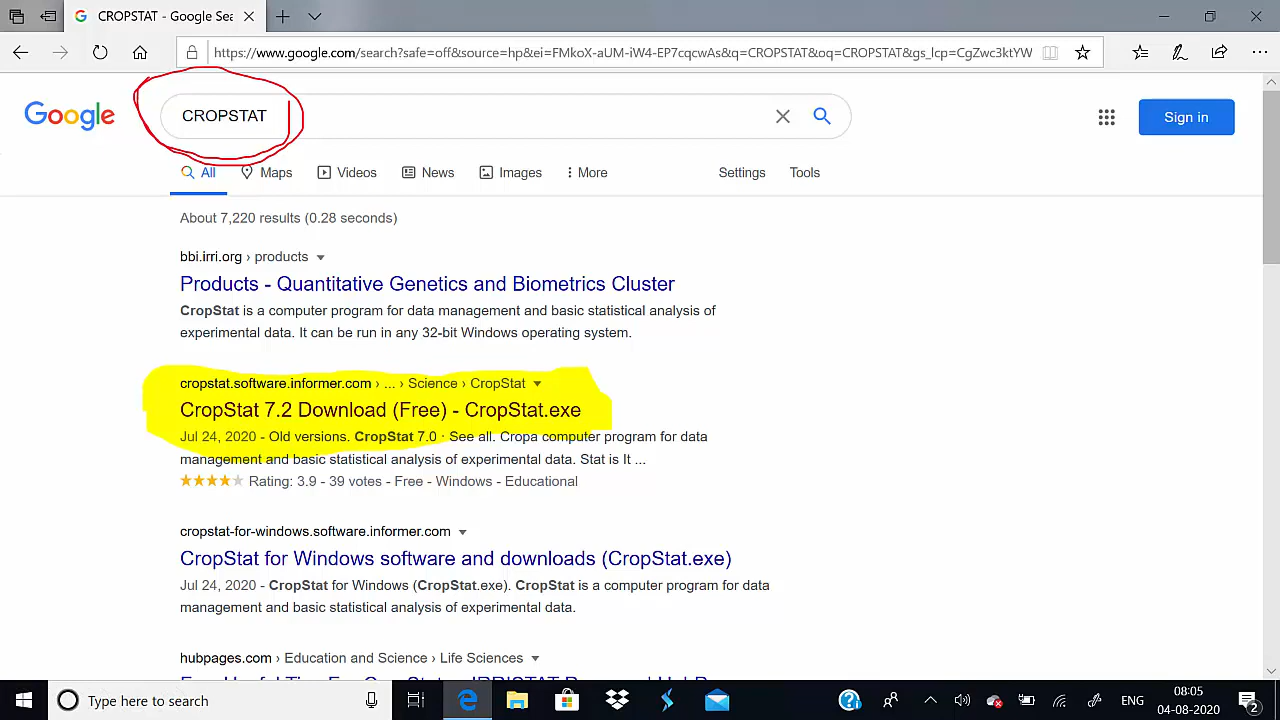 CROPSTAT - Google Sea
https://www.google.com/search?safe=off&source=hp&ei=FMkoX-aUM-iW4-EP7cqcwAs&q=CROPSTAT&oq=CROPSTAT&gs_lcp=CgZwc3ktYW
Google
CROPSTAT
Sign in
All Maps Videos News Images More Settings Tools
About 7,220 results (0.28 seconds)
bbi.irri.org › products
Products - Quantitative Genetics and Biometrics Cluster
CropStat is a computer program for data management and basic statistical analysis of
experimental data. It can be run in any 32-bit Windows operating system.
cropstat.software.informer.com › ... › Science › CropStat
CropStat 7.2 Download (Free) - CropStat.exe
Jul 24, 2020 - Old versions. CropStat 7.0 · See all. Cropa computer program for data
management and basic statistical analysis of experimental data. Stat is It ...
Rating: 3.9 - 39 votes - Free - Windows - Educational
cropstat-for-windows.software.informer.com
CropStat for Windows software and downloads (CropStat.exe)
Jul 24, 2020 - CropStat for Windows (CropStat.exe). CropStat is a computer program for data
management and basic statistical analysis of experimental data.
hubpages.com › Education and Science › Life Sciences
Type here to search
ENG
08:05
04-08-2020
2